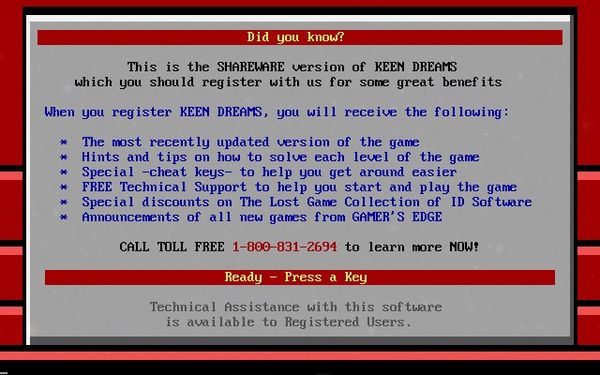 Did you know?
This is the SHAREWARE version of KEEN DREAMS
which you should register with us for some great benefits
When you register KEEN DREAMS, you will receive the following:
* The most recently updated version of the game
* Hints and tips on how to solve each level of the game
* Special -cheat keys- to help you get around easier
* FREE Technical Support to help you start and play the game
* Special discounts on The Lost Game Collection of ID Software
* Announcements of all new games from GAMER'S EDGE
CALL TOLL FREE 1-800-831-2694 to learn more NOW!
Ready - Press a Key
Technical Assistance with this software
is available to Registered Users.